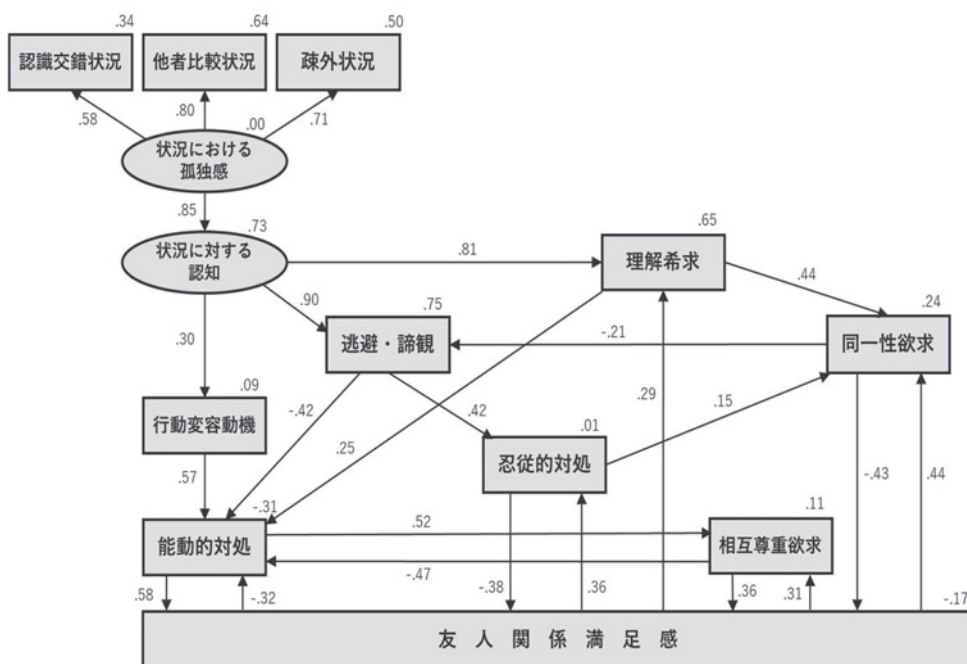 .34
.64
.50
認識交錯状況
他者比較状況
疎外状況
.58
.80
.00
.71
状況における
孤独感
.85
.73
状況に対する
認知
.81
.65
理解希求
.44
.90
.75
.24
.30
逃避・諦観
-.21
同一性欲求
.09
行動変容動機
-.42
.42
.25
.01
.29
.15
忍従的対処
.57
-.31
-.43
.44
.11
能動的対処
.52
相互尊重欲求
-.47
.58
-.32
-.38
.36
.36
.31
-.17
友人関係満足感